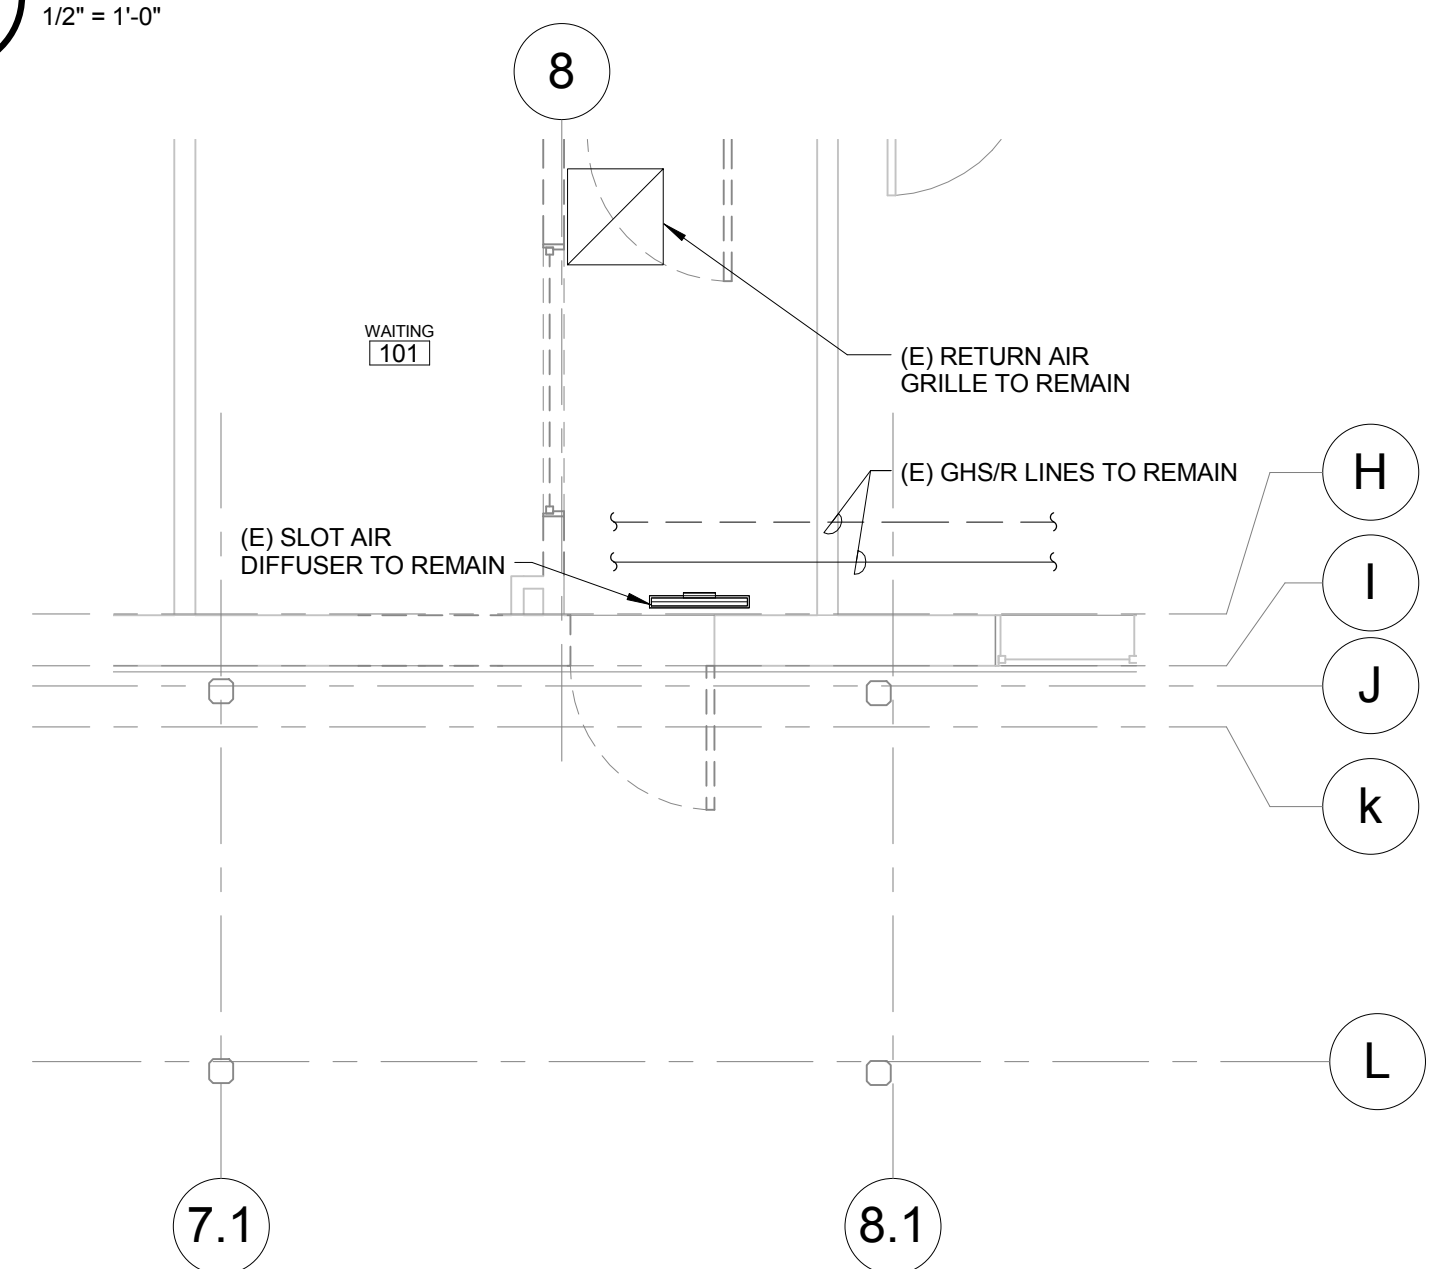 1/2" = 1'-0"
8
WAITING
101
(E) RETURN AIR
GRILLE TO REMAIN
(E) GHS/R LINES TO REMAIN
(E) SLOT AIR
DIFFUSER TO REMAIN
H
I
J
k
L
7.1
8.1